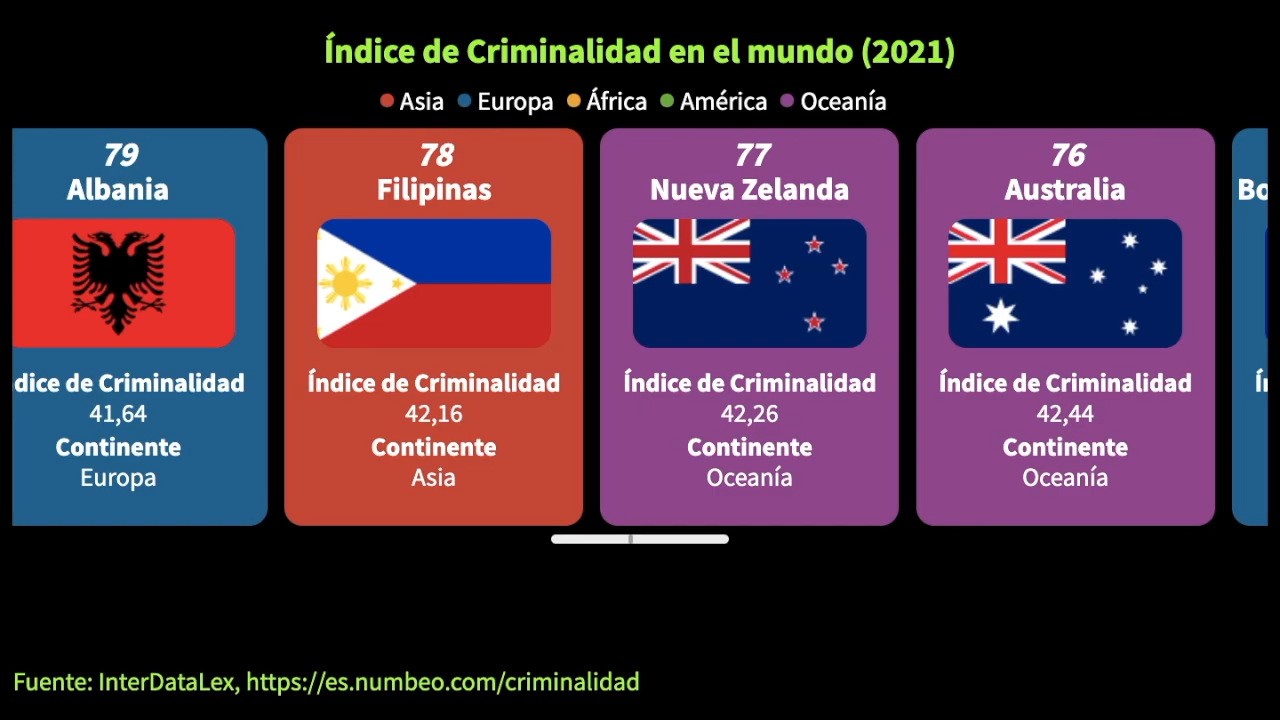 Índice de Criminalidad en el mundo (2021)
Asia Europa África América Oceanía
79
Albania
dice de Criminalidad
41,64
Continente
Europa
78
Filipinas
Índice de Criminalidad
42,16
Continente
Asia
77
Nueva Zelanda
Índice de Criminalidad
42,26
Continente
Oceanía
76
Australia
Índice de Criminalidad
42,44
Continente
Oceanía
Bo
Fuente: InterDataLex, https://es.numbeo.com/criminalidad